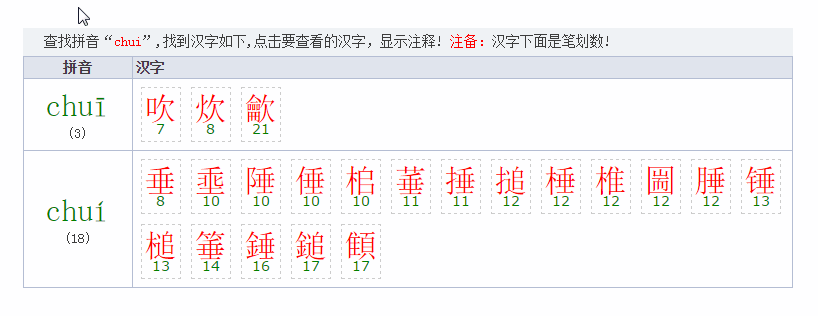 查找拼音“chui”,找到汉字如下,点击要查看的汉字，显示注释！注备：汉字下面是笔划数！
拼音 汉字
chuī
(3)
吹 炊 龡
7 8 21
chuí
(18)
垂 埀 陲 倕 桘 菙 捶 搥 棰 椎 圌 腄 锤
8 10 10 10 10 11 11 12 12 12 12 12 13
槌 箠 錘 鎚 顀
13 14 16 17 17